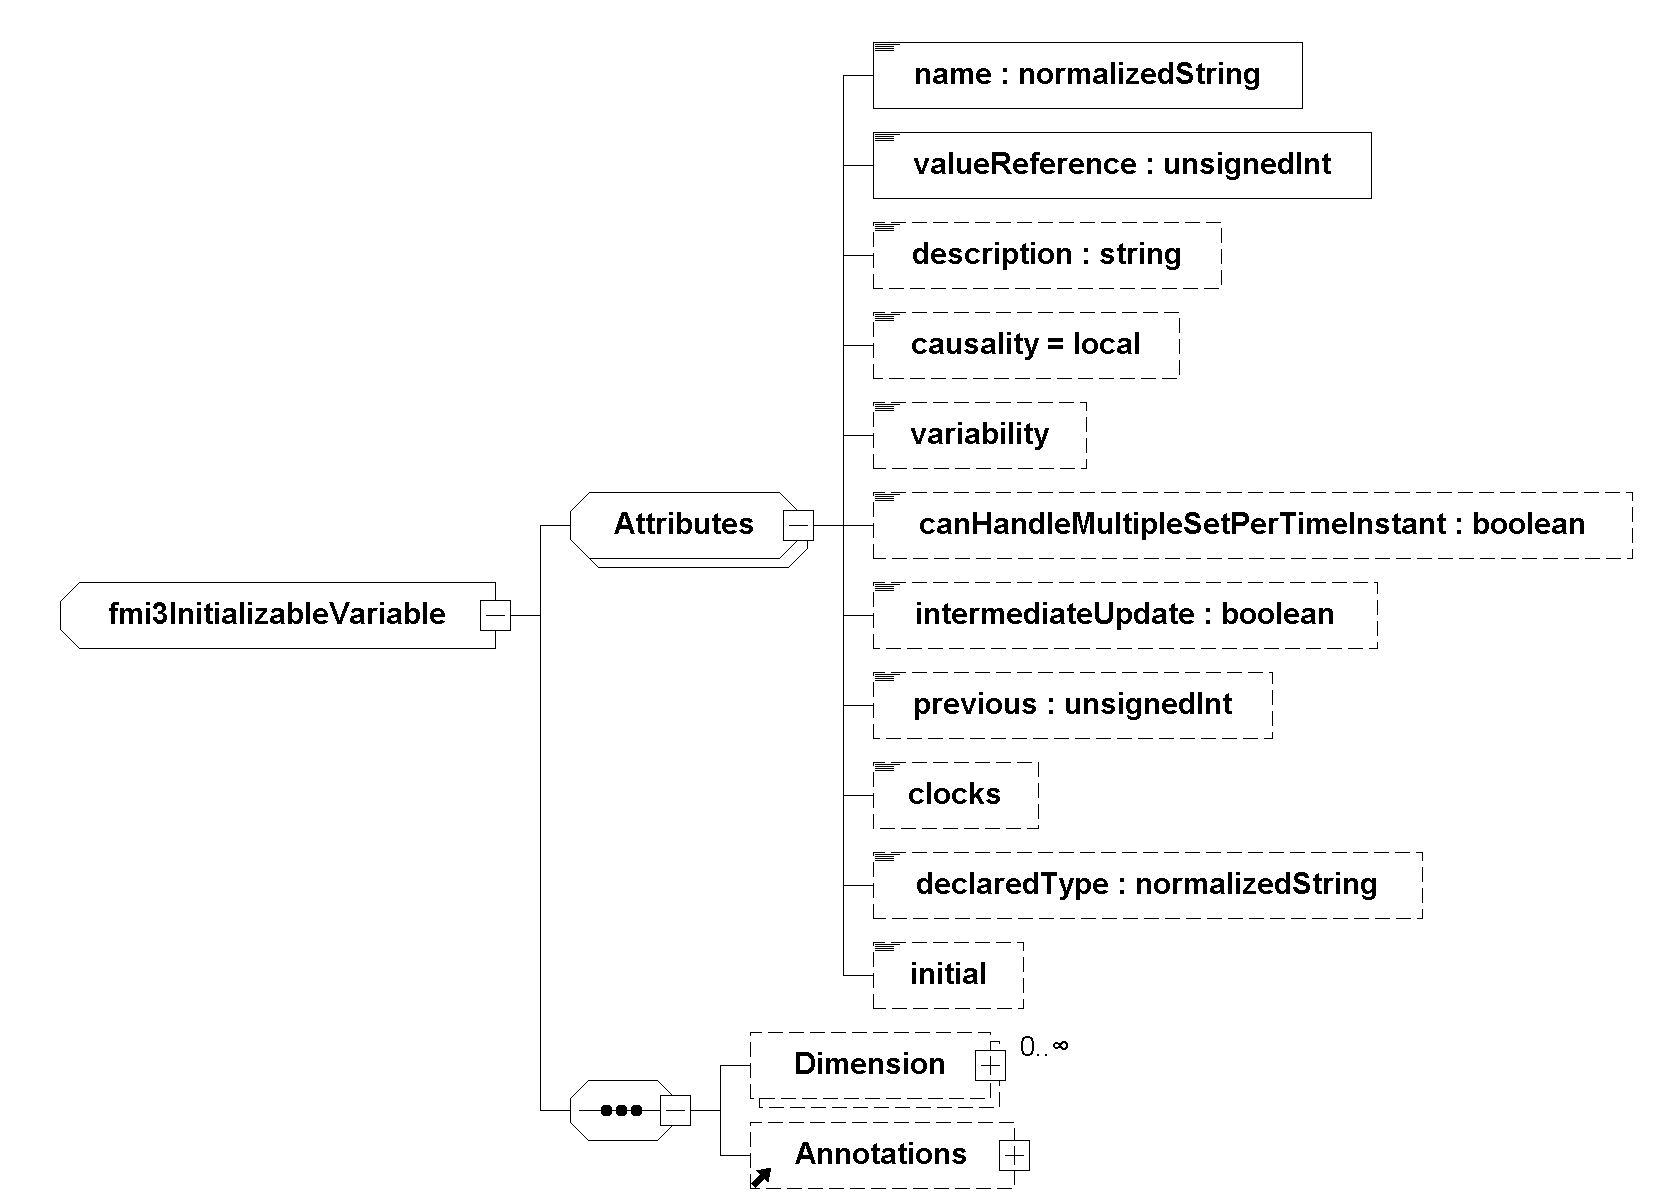 name : normalizedString
valueReference : unsignedInt
description : string
causality = local
variability
Attributes
canHandleMultipleSetPerTimeInstant : boolean
fmi3InitializableVariable
intermediateUpdate : boolean
previous : unsignedInt
clocks
declaredType : normalizedString
initial
Dimension
0..∞
Annotations